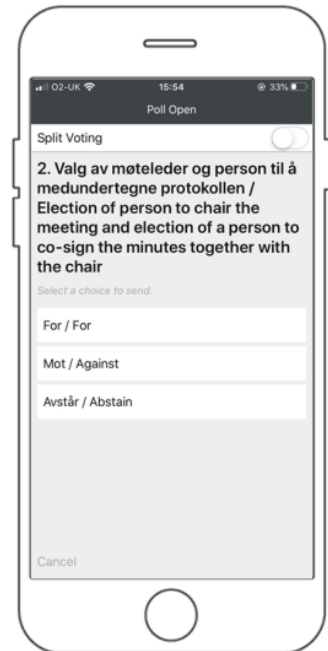 O2-UK 15:54 33%
Poll Open
Split Voting
2. Valg av møteleder og person til å
medundertegne protokollen /
Election of person to chair the
meeting and election of a person to
co-sign the minutes together with
the chair
Select a choice to send.
For / For
Mot / Against
Avstår / Abstain
Cancel